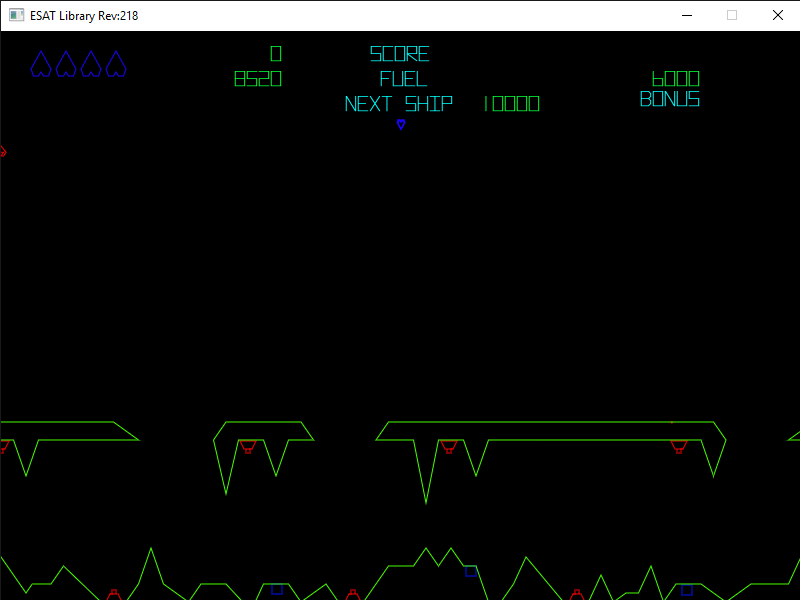 ESAT Library Rev:218
0 SCORE
8520 FUEL 6000
NEXT SHIP 10000 BONUS